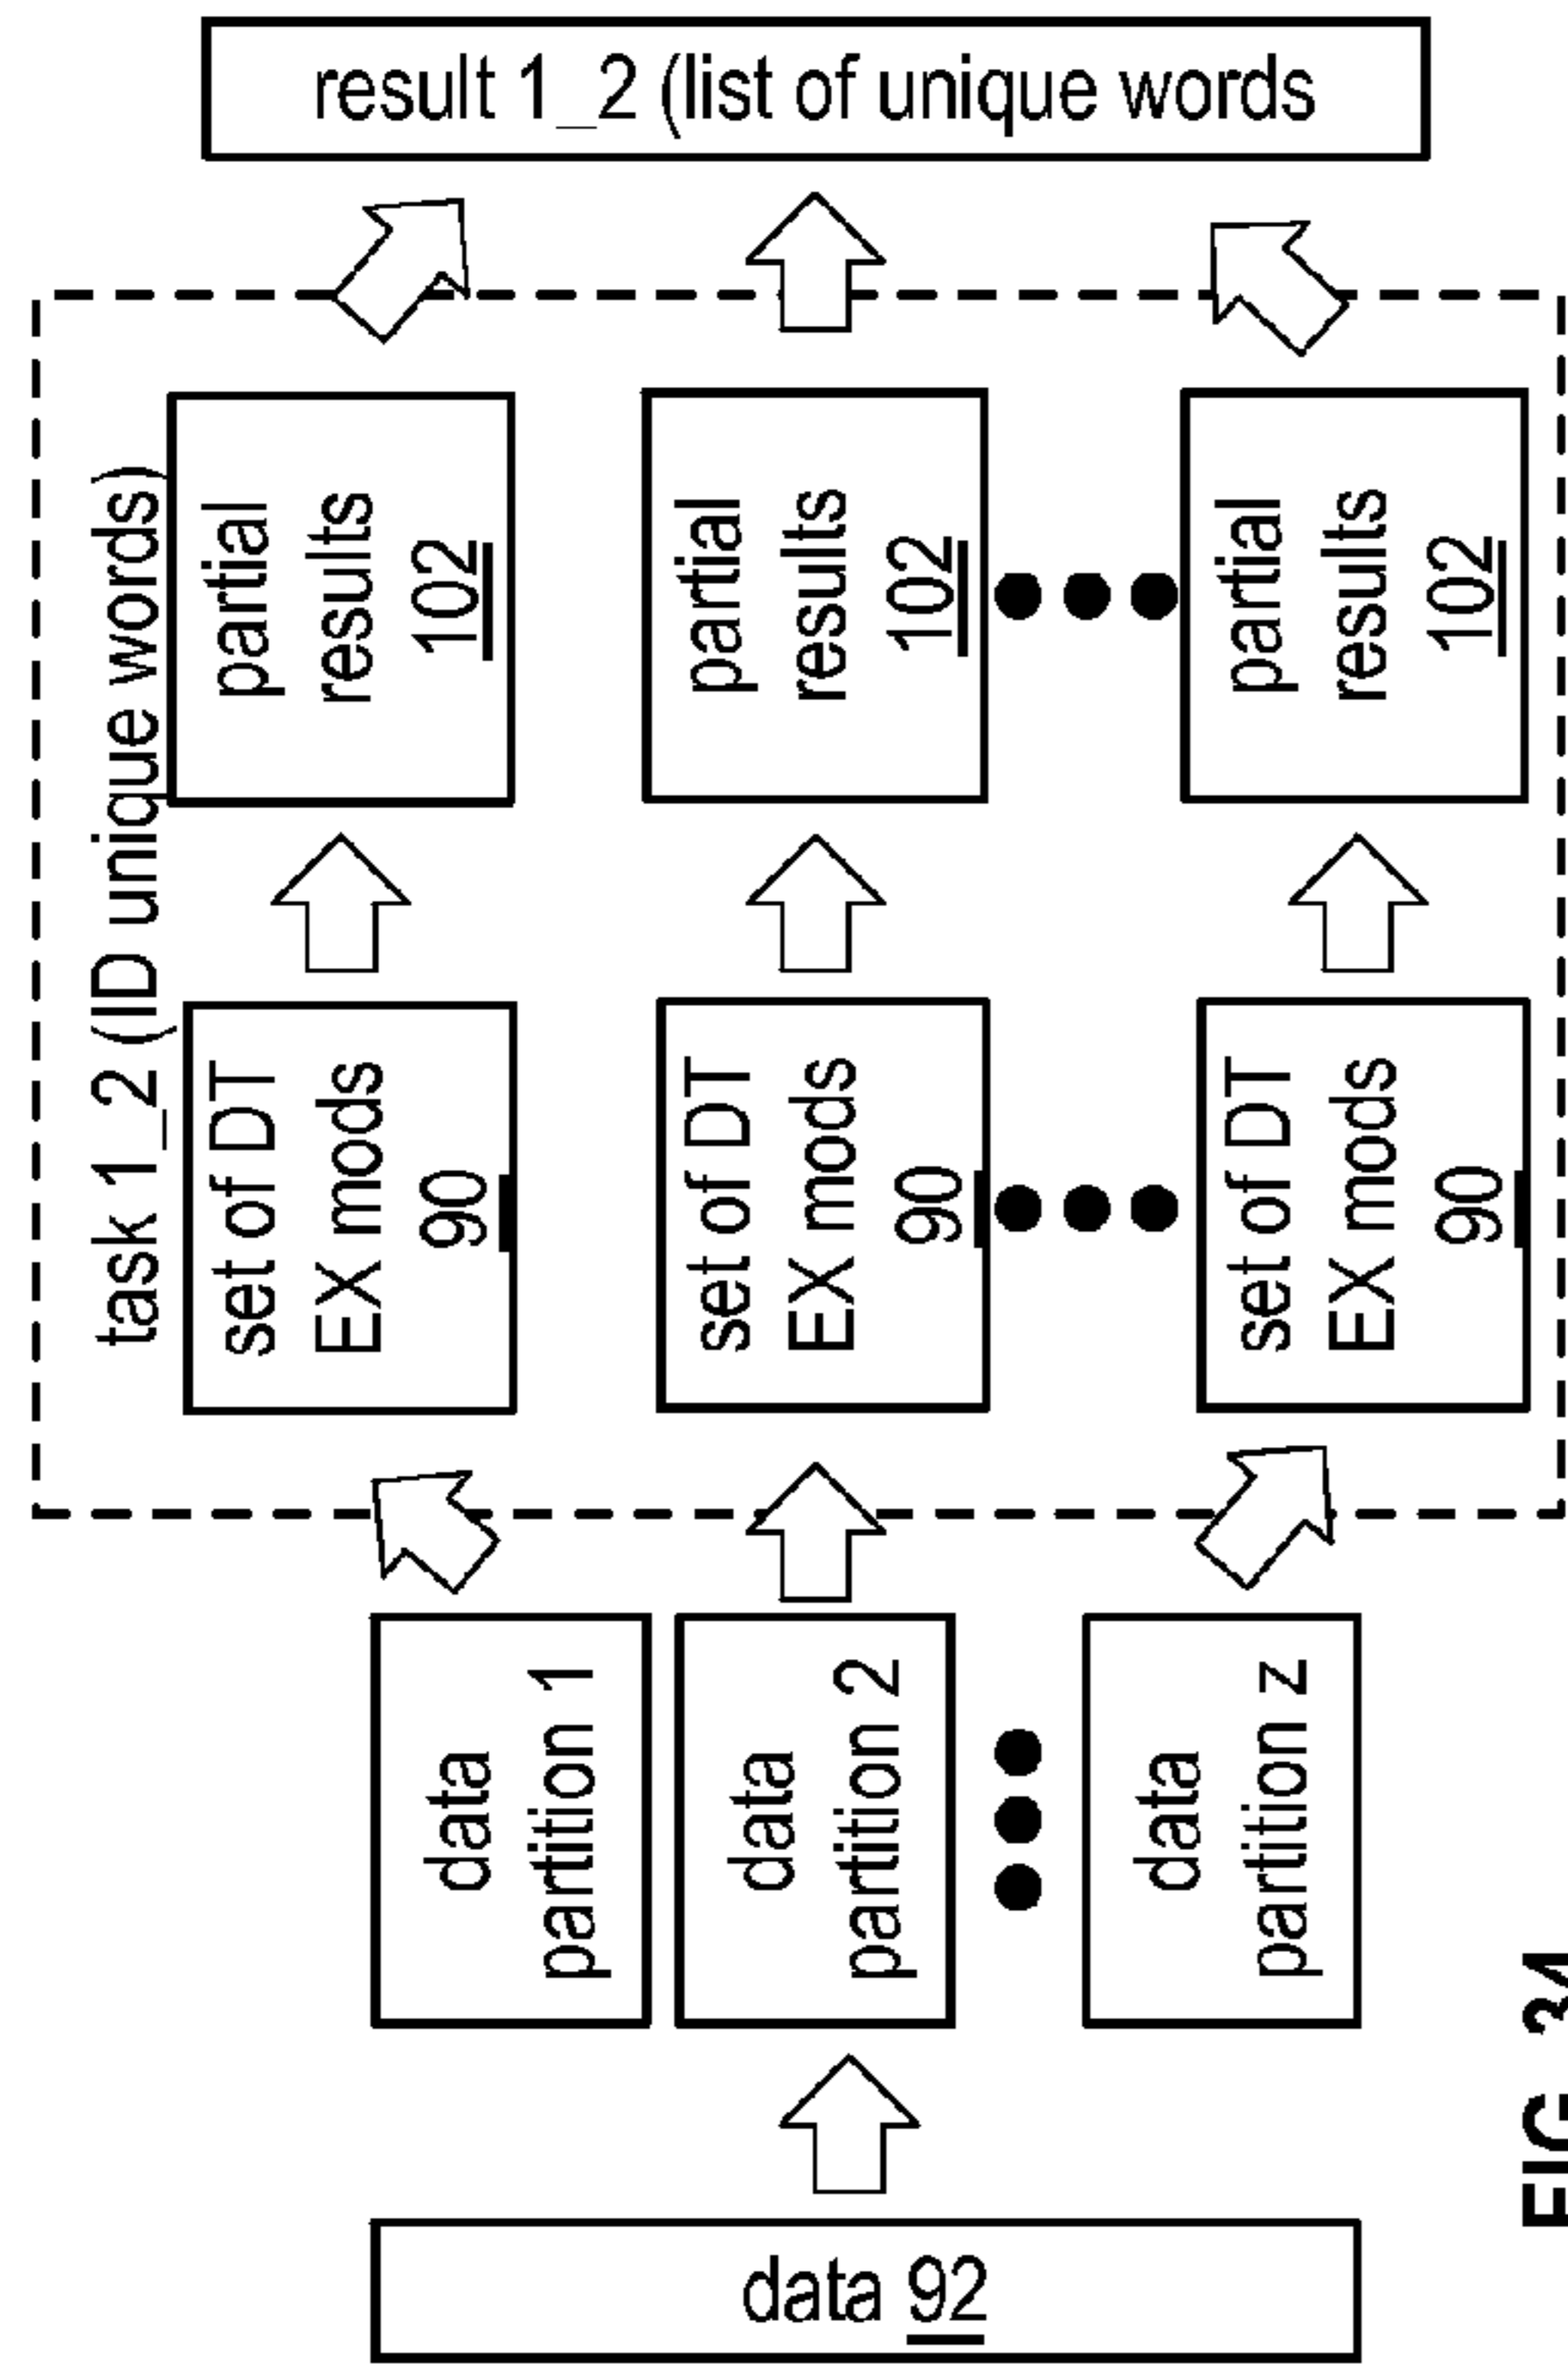 result 1_2 (list of unique words
task 1_2 (ID unique words)
partial
results
102
partial
results
102
partial
results
102
set of DT
EX mods
90
set of DT
EX mods
90
set of DT
EX mods
90
data
partition 1
data
partition 2
data
partition z
data 92
FIG. 34